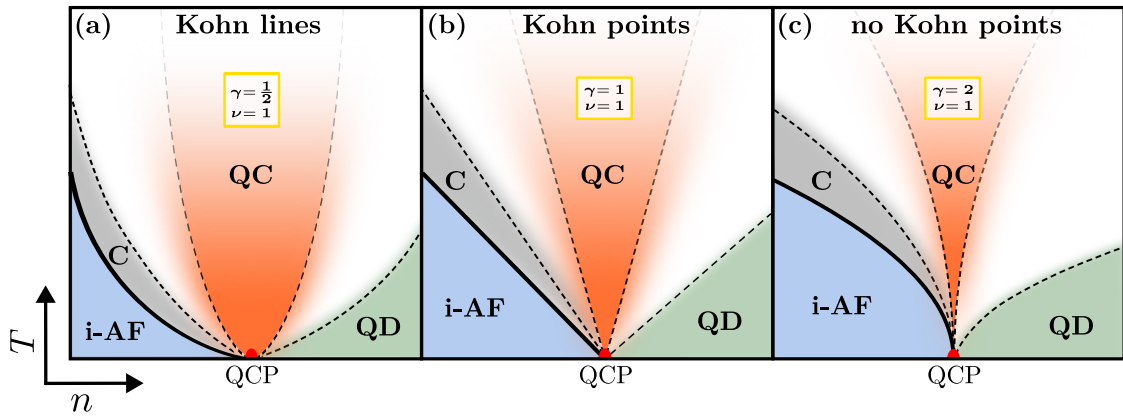 (a) Kohn lines
γ= 1/2
ν= 1
QC
C
i-AF
QD
QCP
(b) Kohn points
γ= 1
ν= 1
QC
C
i-AF
QD
QCP
(c) no Kohn points
γ= 2
ν= 1
QC
C
i-AF
QD
QCP
T
n